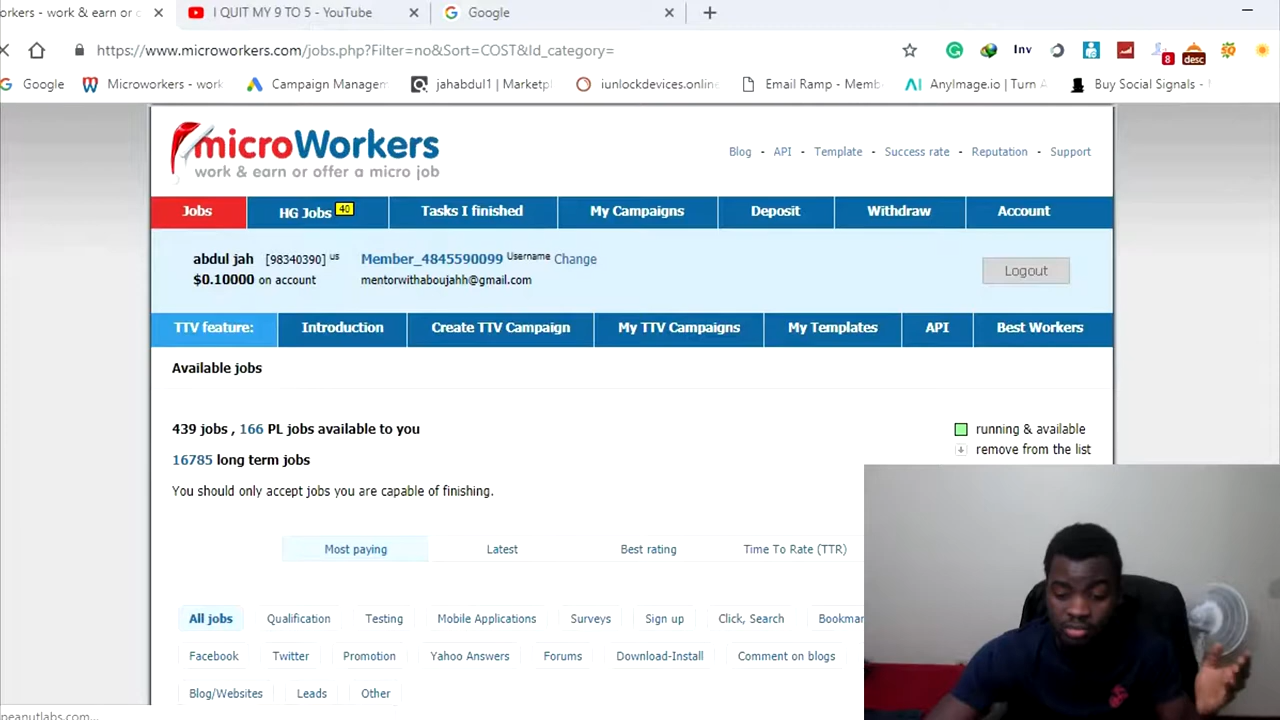 orkers - work & earn or o
I QUIT MY 9 TO 5 - YouTube
Google
https://www.microworkers.com/jobs.php?Filter=no&Sort=COST&Id_category=
Inv
8
desc
Google
Microworkers - work
Campaign Managem
jahabdul1 | Marketpl
iunlockdevices.online
Email Ramp - Membe
AnyImage.io | Turn A
Buy Social Signals -
microWorkers
work & earn or offer a micro job
Blog - API - Template - Success rate - Reputation - Support
Jobs
HG Jobs 40
Tasks I finished
My Campaigns
Deposit
Withdraw
Account
abdul jah [98340390] us
Member_4845590099 Username Change
$0.10000 on account
mentorwithaboujahh@gmail.com
Logout
TTV feature:
Introduction
Create TTV Campaign
My TTV Campaigns
My Templates
API
Best Workers
Available jobs
439 jobs , 166 PL jobs available to you
running & available
16785 long term jobs
remove from the list
You should only accept jobs you are capable of finishing.
Most paying
Latest
Best rating
Time To Rate (TTR)
All jobs
Qualification
Testing
Mobile Applications
Surveys
Sign up
Click, Search
Bookmar
Facebook
Twitter
Promotion
Yahoo Answers
Forums
Download-Install
Comment on blogs
Blog/Websites
Leads
Other
peanutlabs.com...